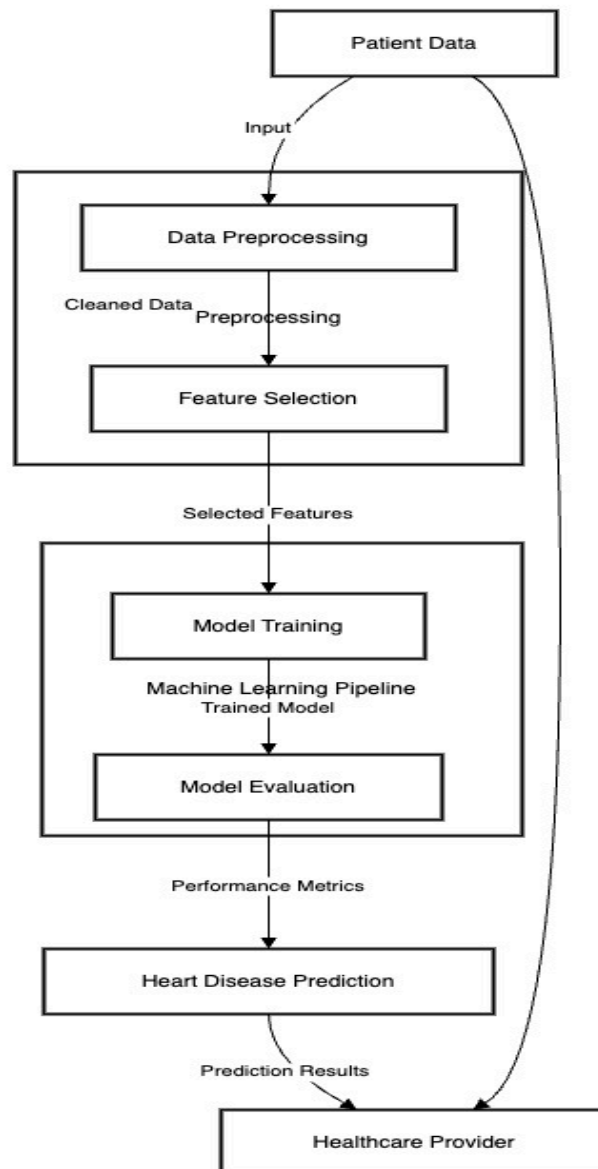 Patient Data
Input
Data Preprocessing
Cleaned Data
Preprocessing
Feature Selection
Selected Features
Model Training
Machine Learning Pipeline
Trained Model
Model Evaluation
Performance Metrics
Heart Disease Prediction
Prediction Results
Healthcare Provider